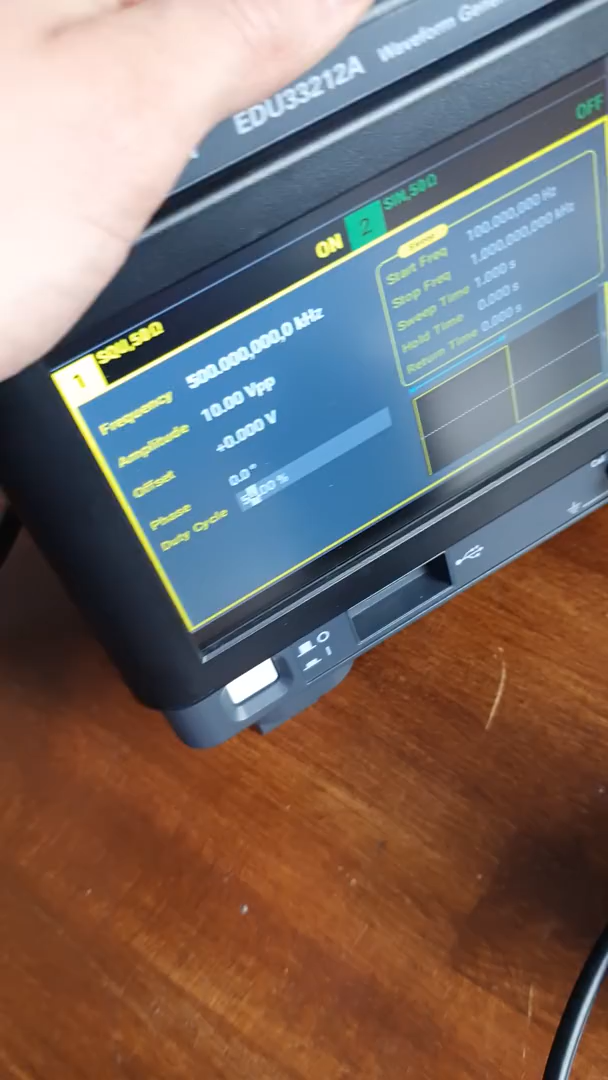 EDU33212A Waveform
OFF
1 SQU,50Ω ON 2 SIN,50Ω
Frequency 500.000,000,0 kHz
Amplitude 10.00 Vpp
Offset +0.000 V
Phase 0.0 °
Duty Cycle 50.00 %
Sweep
Start Freq 100.000,000 Hz
Stop Freq 1.000,000,000 kHz
Sweep Time 1.000 s
Hold Time 0.000 s
Return Time 0.000 s